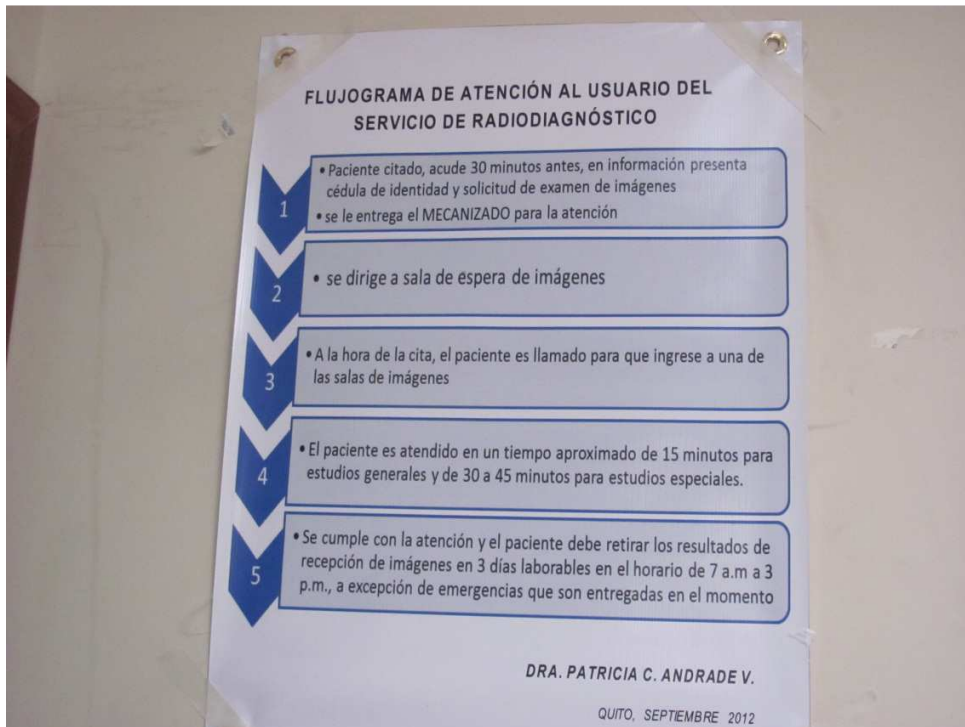 FLUJOGRAMA DE ATENCIÓN AL USUARIO DEL
SERVICIO DE RADIODIAGNÓSTICO
1
• Paciente citado, acude 30 minutos antes, en información presenta
cédula de identidad y solicitud de examen de imágenes
• se le entrega el MECANIZADO para la atención
2
• se dirige a sala de espera de imágenes
3
• A la hora de la cita, el paciente es llamado para que ingrese a una de
las salas de imágenes
4
• El paciente es atendido en un tiempo aproximado de 15 minutos para
estudios generales y de 30 a 45 minutos para estudios especiales.
5
• Se cumple con la atención y el paciente debe retirar los resultados de
recepción de imágenes en 3 días laborables en el horario de 7 a.m a 3
p.m., a excepción de emergencias que son entregadas en el momento
DRA. PATRICIA C. ANDRADE V.
QUITO, SEPTIEMBRE 2012